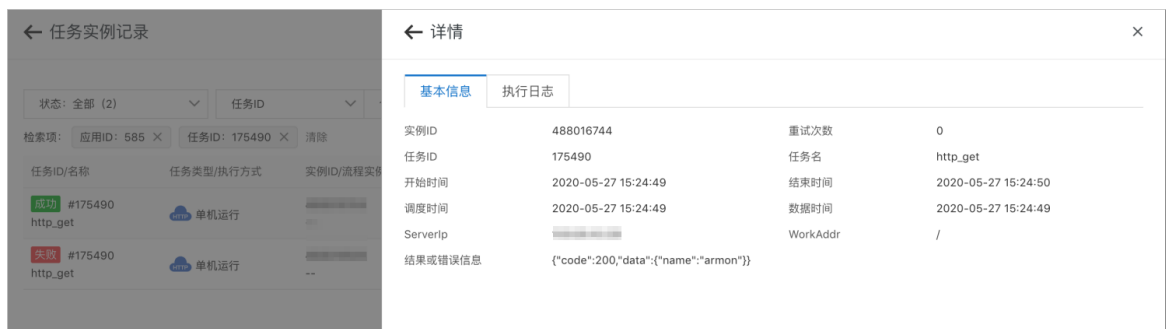 ← 任务实例记录
状态：全部（2）
任务ID
检索项： 应用ID：585 × 任务ID：175490 × 清除
任务ID/名称 任务类型/执行方式 实例ID/流程实例
成功 #175490
http_get
HTTP 单机运行
失败 #175490
http_get
HTTP 单机运行
--
← 详情 ×
基本信息 执行日志
实例ID 488016744 重试次数 0
任务ID 175490 任务名 http_get
开始时间 2020-05-27 15:24:49 结束时间 2020-05-27 15:24:50
调度时间 2020-05-27 15:24:49 数据时间 2020-05-27 15:24:49
ServerIp WorkAddr /
结果或错误信息 {"code":200,"data":{"name":"armon"}}